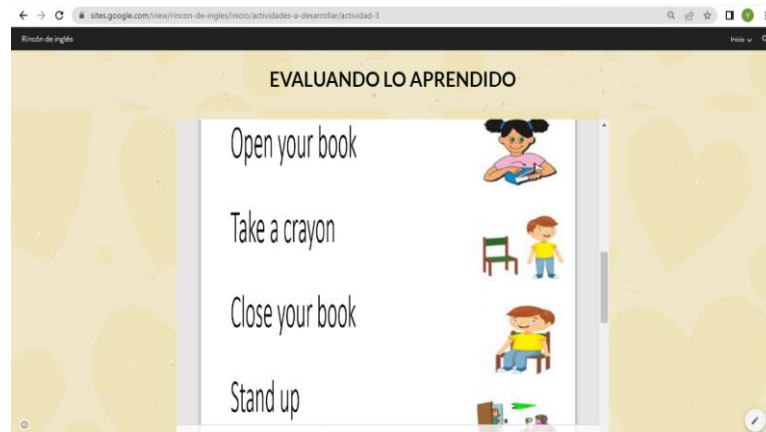 sites.google.com/view/rincon-de-ingles/inicio/actividades-a-desarrollar/actividad-3
Rincón de inglés
Inicio
EVALUANDO LO APRENDIDO
Open your book
Take a crayon
Close your book
Stand up